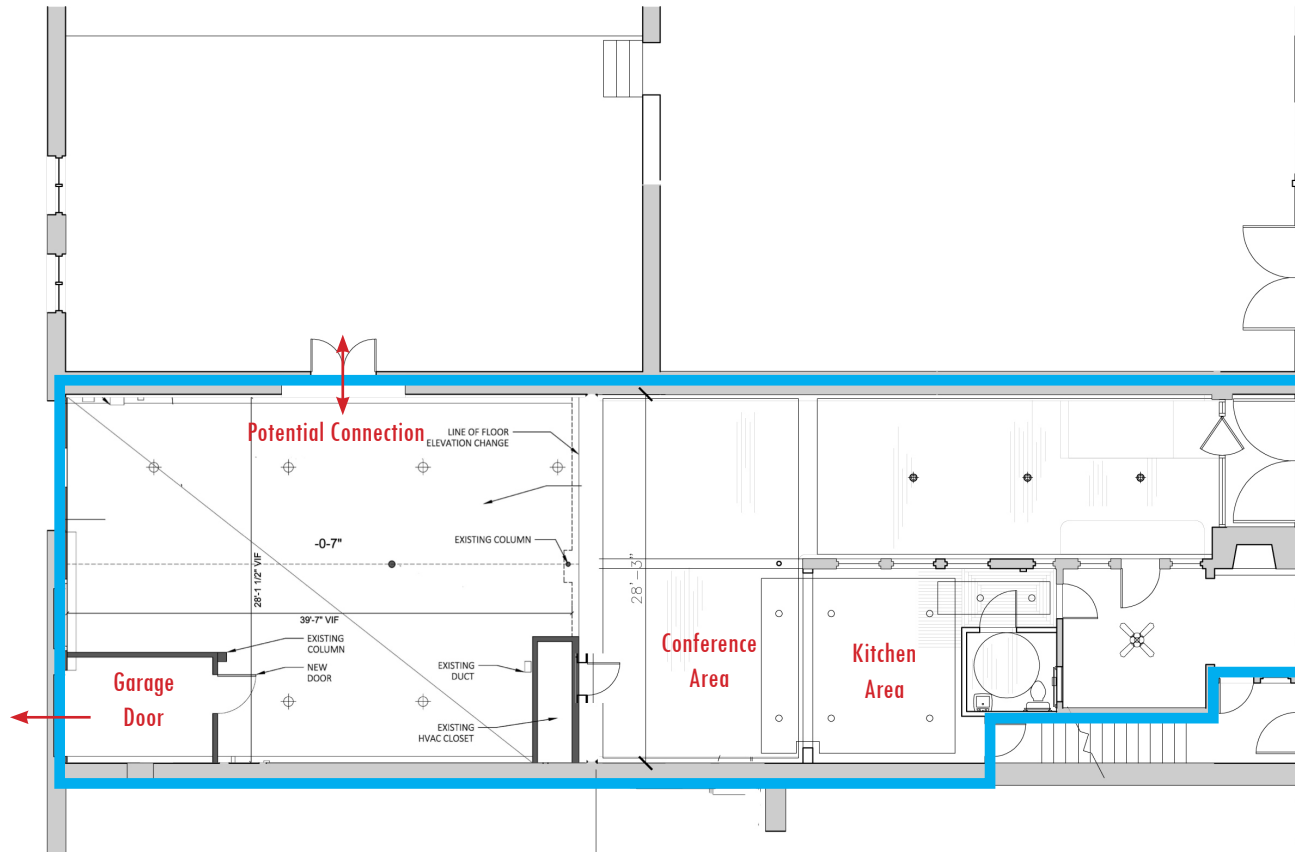 Potential Connection
LINE OF FLOOR
ELEVATION CHANGE
EXISTING COLUMN
-0-7"
28'-1 1/2" VIF
28'-3"
39'-7" VIF
EXISTING
COLUMN
NEW
DOOR
Garage
Door
EXISTING
DUCT
EXISTING
HVAC CLOSET
Conference
Area
Kitchen
Area